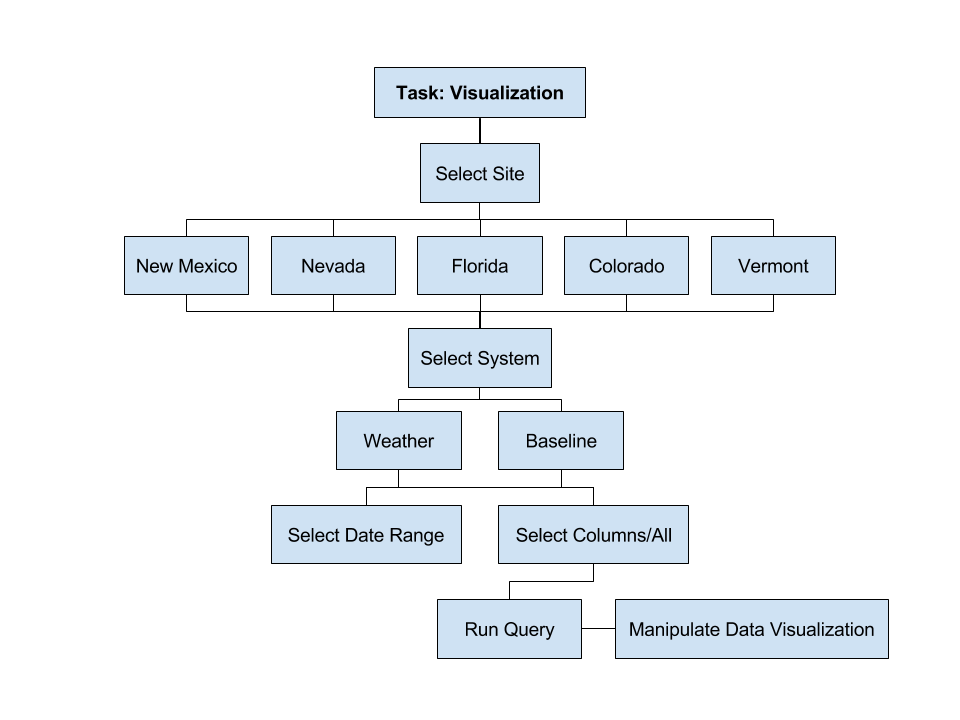 Task: Visualization
Select Site
New Mexico
Nevada
Florida
Colorado
Vermont
Select System
Weather
Baseline
Select Date Range
Select Columns/All
Run Query
Manipulate Data Visualization